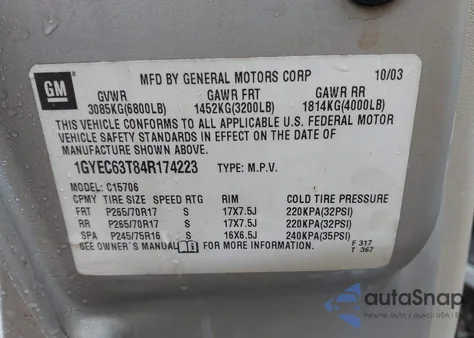 GM
MFD BY GENERAL MOTORS CORP 10/03
GVWR GAWR FRT GAWR RR
3085KG(6800LB) 1452KG(3200LB) 1814KG(4000LB)
THIS VEHICLE CONFORMS TO ALL APPLICABLE U.S. FEDERAL MOTOR
VEHICLE SAFETY STANDARDS IN EFFECT ON THE DATE OF
MANUFACTURE SHOWN ABOVE.
1GYEC63T84R174223 TYPE: M.P.V.
MODEL: C15706
CPMY TIRE SIZE SPEED RTG RIM COLD TIRE PRESSURE
FRT P265/70R17 S 17X7.5J 220KPA(32PSI)
RR P265/70R17 S 17X7.5J 220KPA(32PSI)
SPA P245/75R16 S 16X6.5J 240KPA(35PSI)
SEE OWNER'S MANUAL i FOR MORE INFORMATION
F 317
T 367
autoSnap
Pewne auto z aukcji USA i E